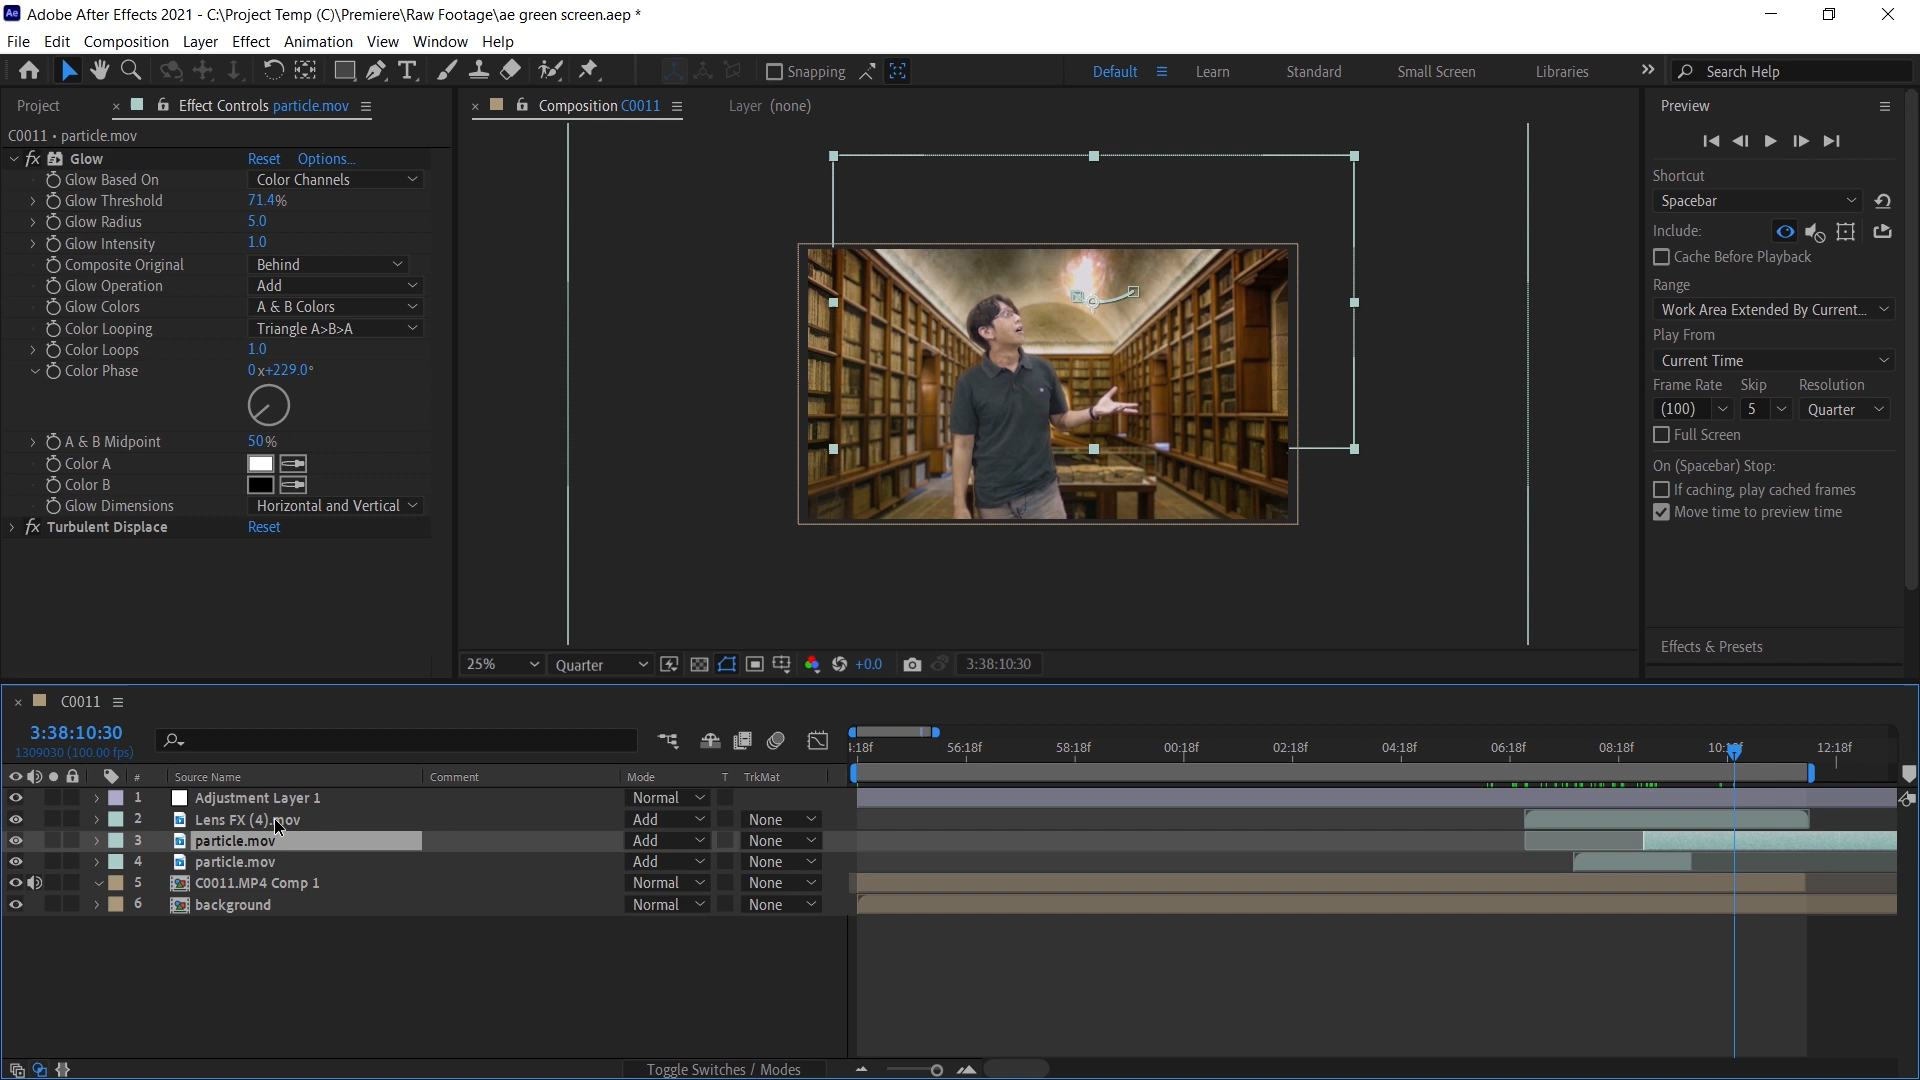 Adobe After Effects 2021 - C:\Project Temp (C)\Premiere\Raw Footage\ae green screen.aep *
File Edit Composition Layer Effect Animation View Window Help
Snapping Default Learn Standard Small Screen Libraries Search Help
Project Effect Controls particle.mov
C0011 • particle.mov
Glow Reset Options...
Glow Based On Color Channels
Glow Threshold 71.4%
Glow Radius 5.0
Glow Intensity 1.0
Composite Original Behind
Glow Operation Add
Glow Colors A & B Colors
Color Looping Triangle A>B>A
Color Loops 1.0
Color Phase 0x+229.0°
A & B Midpoint 50%
Color A
Color B
Glow Dimensions Horizontal and Vertical
Turbulent Displace Reset
Composition C0011 Layer (none)
25% Quarter +0.0 3:38:10:30
Preview
Shortcut
Spacebar
Include:
Cache Before Playback
Range
Work Area Extended By Current...
Play From
Current Time
Frame Rate Skip Resolution
(100) 5 Quarter
Full Screen
On (Spacebar) Stop:
If caching, play cached frames
Move time to preview time
Effects & Presets
C0011
3:38:10:30
1309030 (100.00 fps)
4:18f 56:18f 58:18f 00:18f 02:18f 04:18f 06:18f 08:18f 12:18f
# Source Name Comment Mode T TrkMat
1 Adjustment Layer 1 Normal
2 Lens FX (4).mov Add None
3 particle.mov Add None
4 particle.mov Add None
5 C0011.MP4 Comp 1 Normal None
6 background Normal None
Toggle Switches / Modes